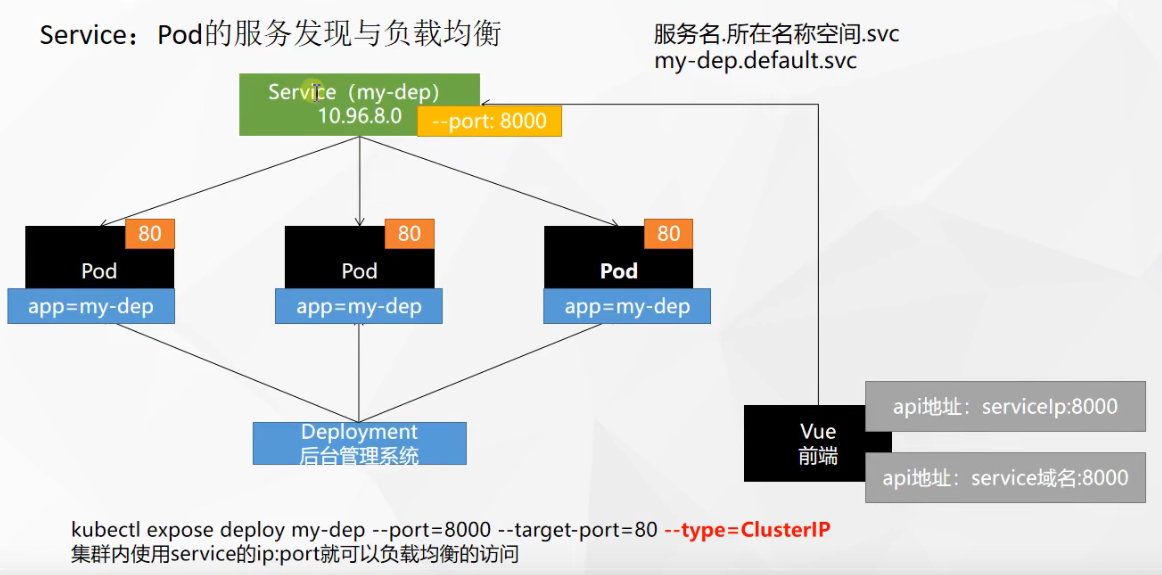 Service：Pod的服务发现与负载均衡
服务名.所在名称空间.svc
my-dep.default.svc
Service（my-dep）
10.96.8.0
--port: 8000
80
80
80
Pod
Pod
Pod
app=my-dep
app=my-dep
app=my-dep
Deployment
后台管理系统
Vue
前端
api地址：serviceIp:8000
api地址：service域名:8000
kubectl expose deploy my-dep --port=8000 --target-port=80 --type=ClusterIP
集群内使用service的ip:port就可以负载均衡的访问